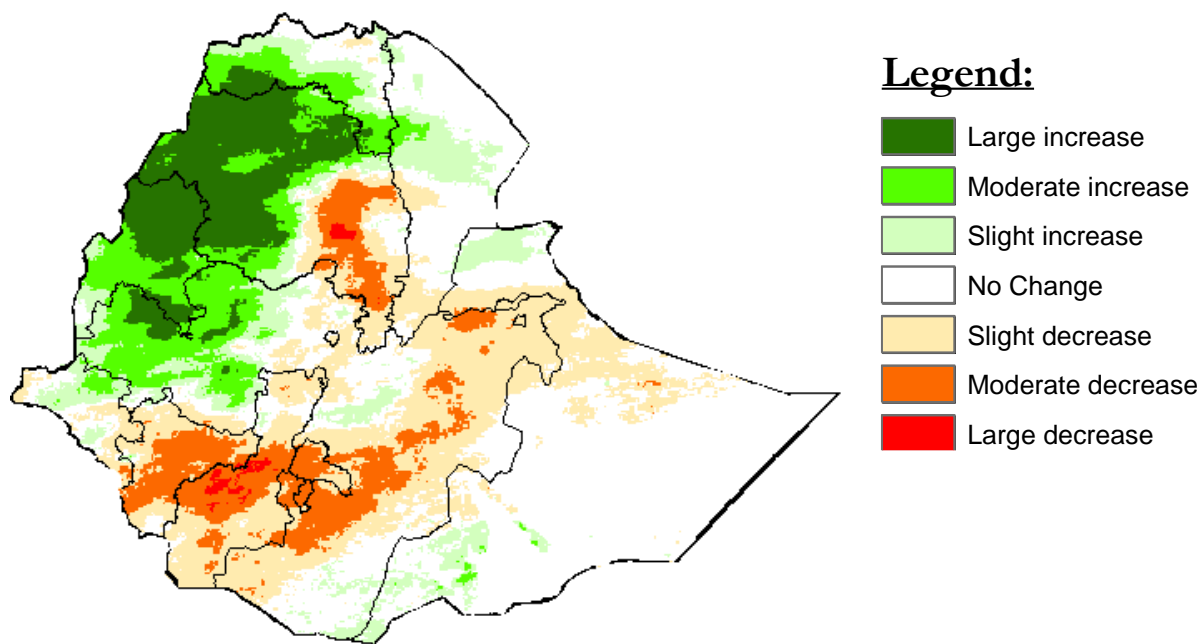 Legend:
Large increase
Moderate increase
Slight increase
No Change
Slight decrease
Moderate decrease
Large decrease